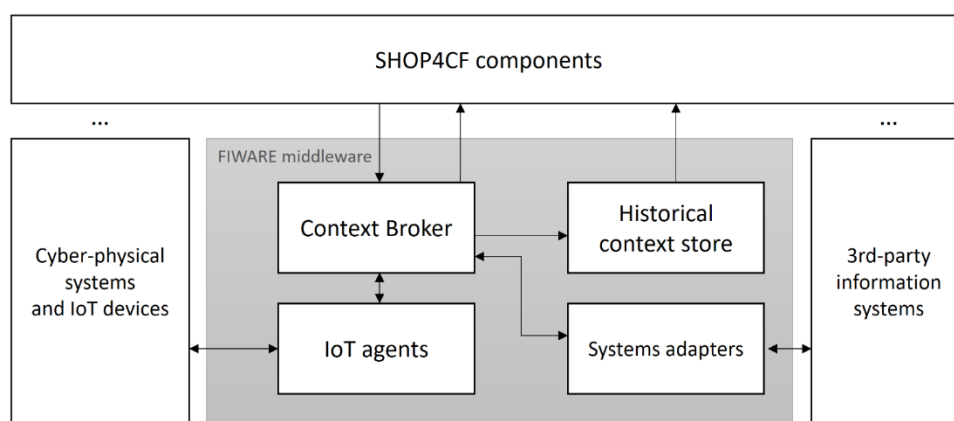 SHOP4CF components
...
...
FIWARE middleware
Context Broker
Historical
context store
Cyber-physical
systems
and IoT devices
3rd-party
information
systems
IoT agents
Systems adapters